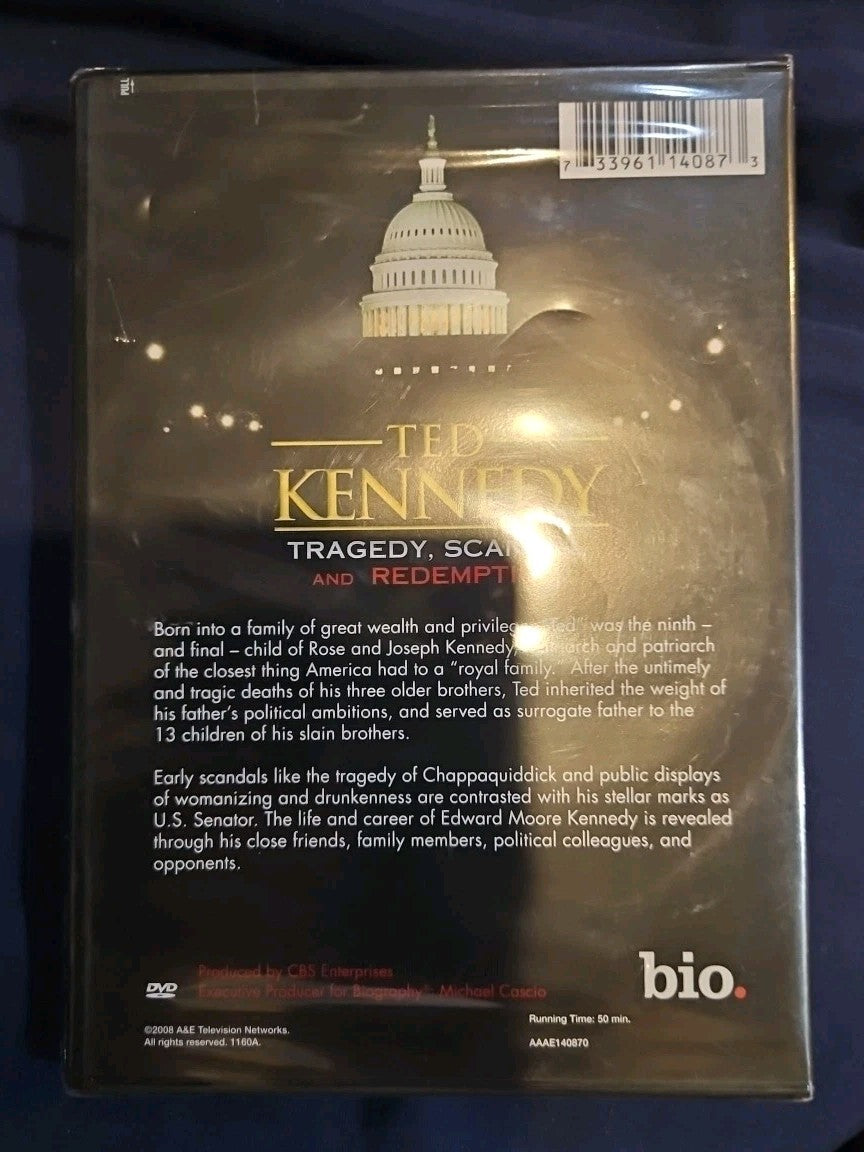 PULL
7 33961 14087 3
TED
KENNEDY
TRAGEDY,
AND
Born into a family of great wealth and was the ninth –
and final – child of Rose and Joseph Kennedy, and patriarch
of the closest thing America had to a “royal family.” After the untimely
and tragic deaths of his three older brothers, Ted inherited the weight of
his father’s political ambitions, and served as surrogate father to the
13 children of his slain brothers.
Early scandals like the tragedy of Chappaquiddick and public displays
of womanizing and drunkenness are contrasted with his stellar marks as
U.S. Senator. The life and career of Edward Moore Kennedy is revealed
through his close friends, family members, political colleagues, and
opponents.
Produced by CBS Enterprises
Executive Producer for Biography® Michael Cascio
DVD
bio.
©2008 A&E Television Networks.
All rights reserved. 1160A.
Running Time: 50 min.
AAAE140870